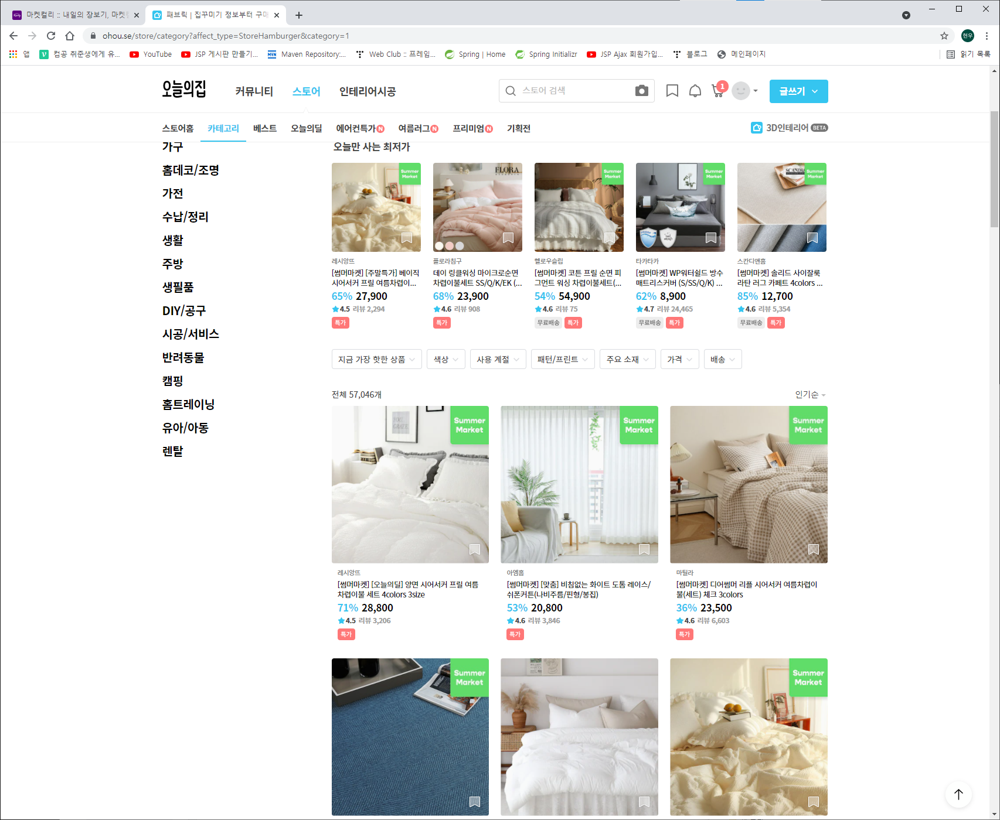 마켓컬리 :: 내일의 장보기, 마켓컬
패브릭 | 집꾸미기 정보부터 구매
ohou.se/store/category?affect_type=StoreHamburger&category=1
현우
앱
컴공 취준생에게 유...
YouTube
JSP 게시판 만들기...
Maven Repository:...
Web Club :: 프레임...
Spring | Home
Spring Initializr
JSP Ajax 회원가입...
블로그
메인페이지
읽기 목록
오늘의집
커뮤니티
스토어
인테리어시공
스토어 검색
1
글쓰기
스토어홈
카테고리
베스트
오늘의딜
에어컨특가 N
여름러그 N
프리미엄 N
기획전
3D인테리어 BETA
가구
홈데코/조명
가전
수납/정리
생활
주방
생필품
DIY/공구
시공/서비스
반려동물
캠핑
홈트레이닝
유아/아동
렌탈
오늘만 사는 최저가
Summer
Market
FLORA
Summer
Market
Summer
Market
SCANDI
Summer
Market
레시앙뜨
[썸머마켓] [주말특가] 베이직
시어서커 프릴 여름차렵이...
65% 27,900
4.5 리뷰 2,294
특가
플로라침구
데이 링클워싱 마이크로순면
차렵이불세트 SS/Q/K/EK (...
68% 23,900
4.6 리뷰 908
특가
헬로우슬립
[썸머마켓] 코튼 프릴 순면 피
그먼트 워싱 차렵이불세트(...
54% 54,900
4.6 리뷰 75
무료배송 특가
타카타카
[썸머마켓] WP워터쉴드 방수
매트리스커버 (S/SS/Q/K) ...
62% 8,900
4.7 리뷰 24,465
무료배송 특가
스칸디앤홈
[썸머마켓] 솔리드 사이잘룩
라탄 러그 카페트 4colors ...
85% 12,700
4.6 리뷰 5,354
무료배송 특가
지금 가장 핫한 상품
색상
사용 계절
패턴/프린트
주요 소재
가격
배송
전체 57,046개
인기순
YOU
GRATE
Summer
Market
Summer
Market
Summer
Market
레시앙뜨
[썸머마켓] [오늘의딜] 양면 시어서커 프릴 여름
차렵이불 세트 4colors 3size
71% 28,800
4.5 리뷰 3,206
특가
아엠홈
[썸머마켓] [맞춤] 비침없는 화이트 도톰 레이스/
쉬폰커튼(나비주름/핀형/봉집)
53% 20,800
4.6 리뷰 3,846
특가
마틸라
[썸머마켓] 디어썸머 리플 시어서커 여름차렵이
불(세트) 체크 3colors
36% 23,500
4.6 리뷰 6,603
특가
Summer
Market
Summer
Market